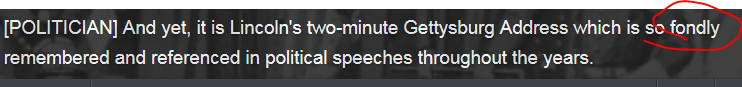 [POLITICIAN] And yet, it is Lincoln's two-minute Gettysburg Address which is so fondly
remembered and referenced in political speeches throughout the years.